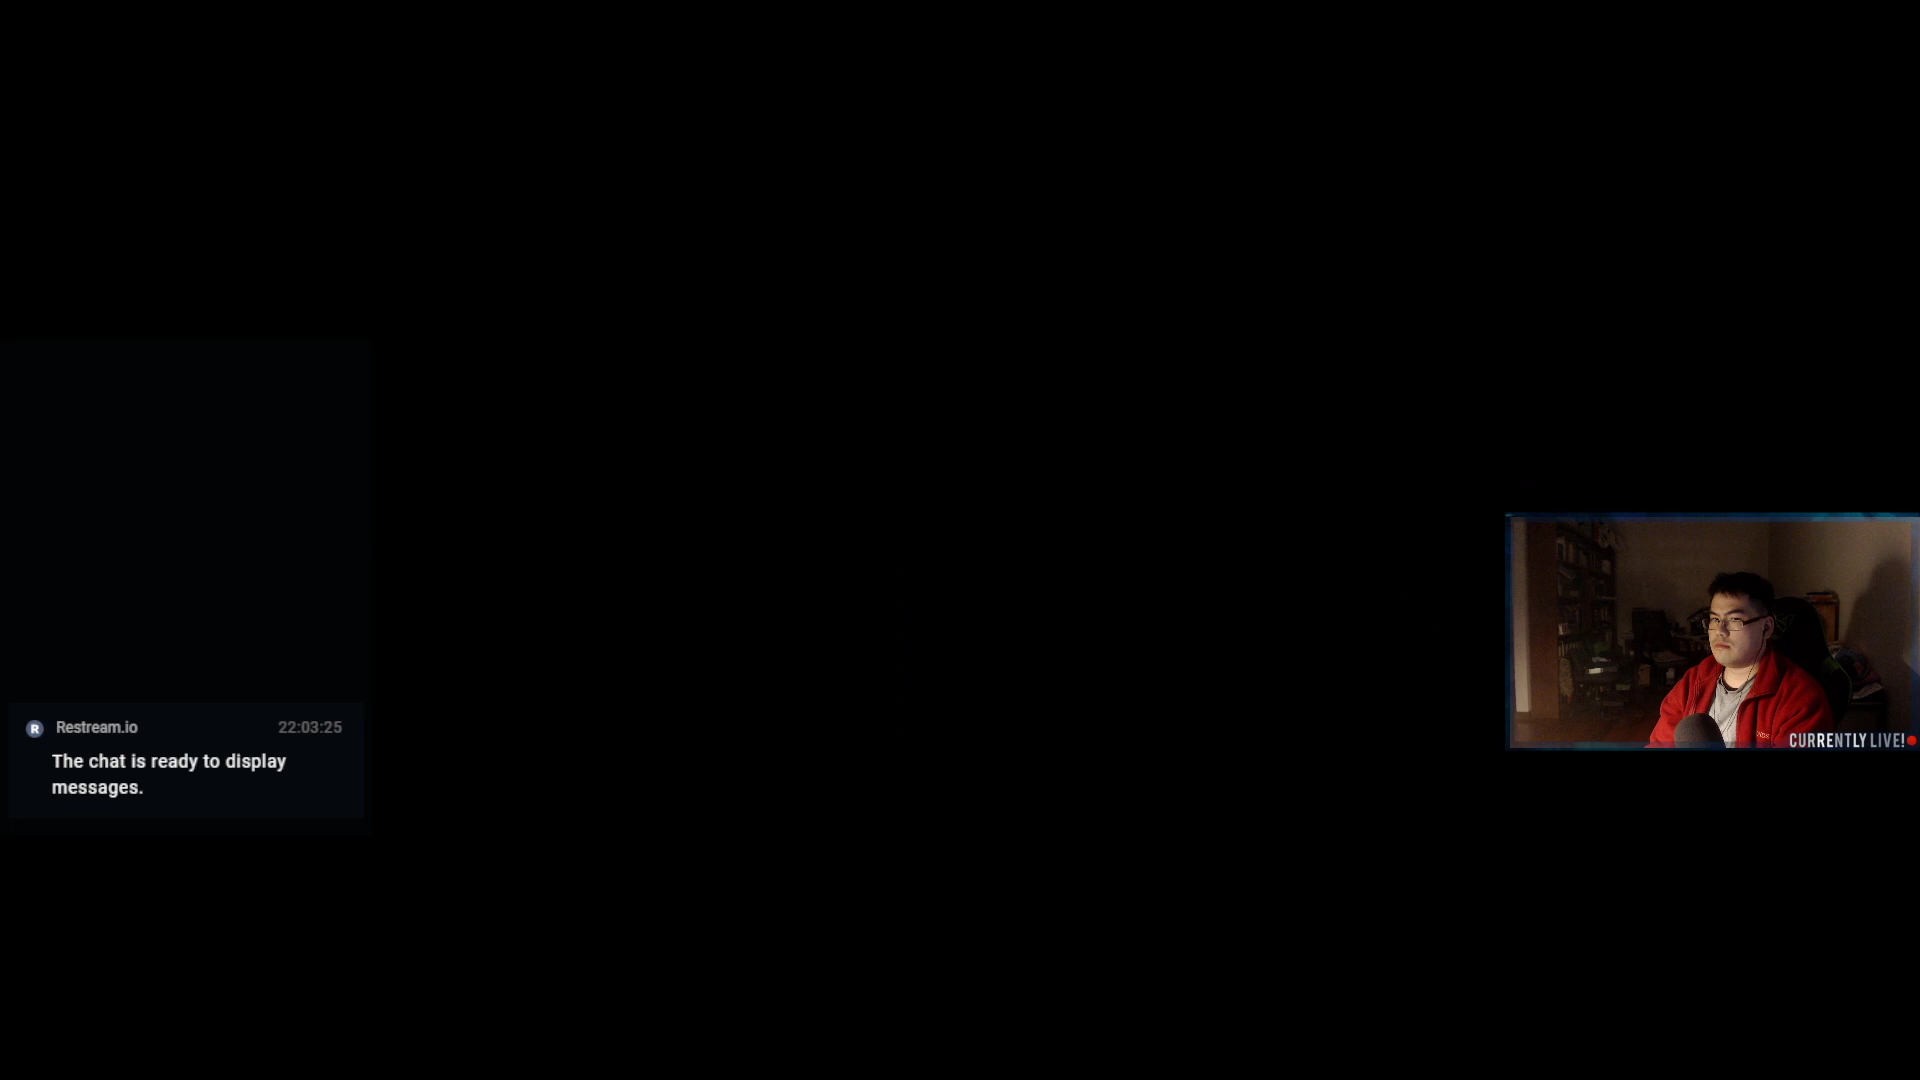 Restream.io 22:03:25
The chat is ready to display
messages.
CURRENTLY LIVE!